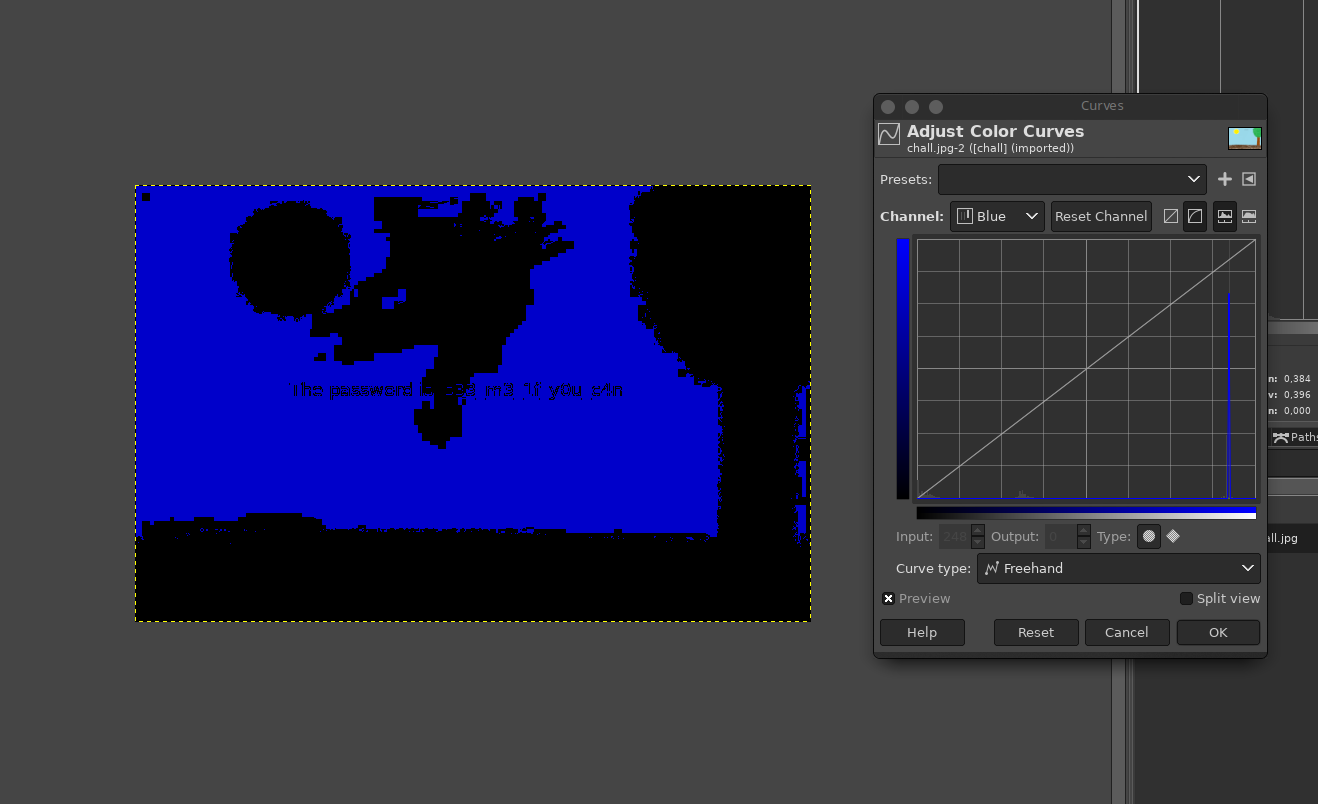 Curves
Adjust Color Curves
chall.jpg-2 ([chall] (imported))
Presets:
Channel: Blue Reset Channel
n: 0,384
v: 0,396
n: 0,000
Paths
the password
Input: 248 Output: 0 Type:
all.jpg
Curve type: Freehand
Preview Split view
Help Reset Cancel OK